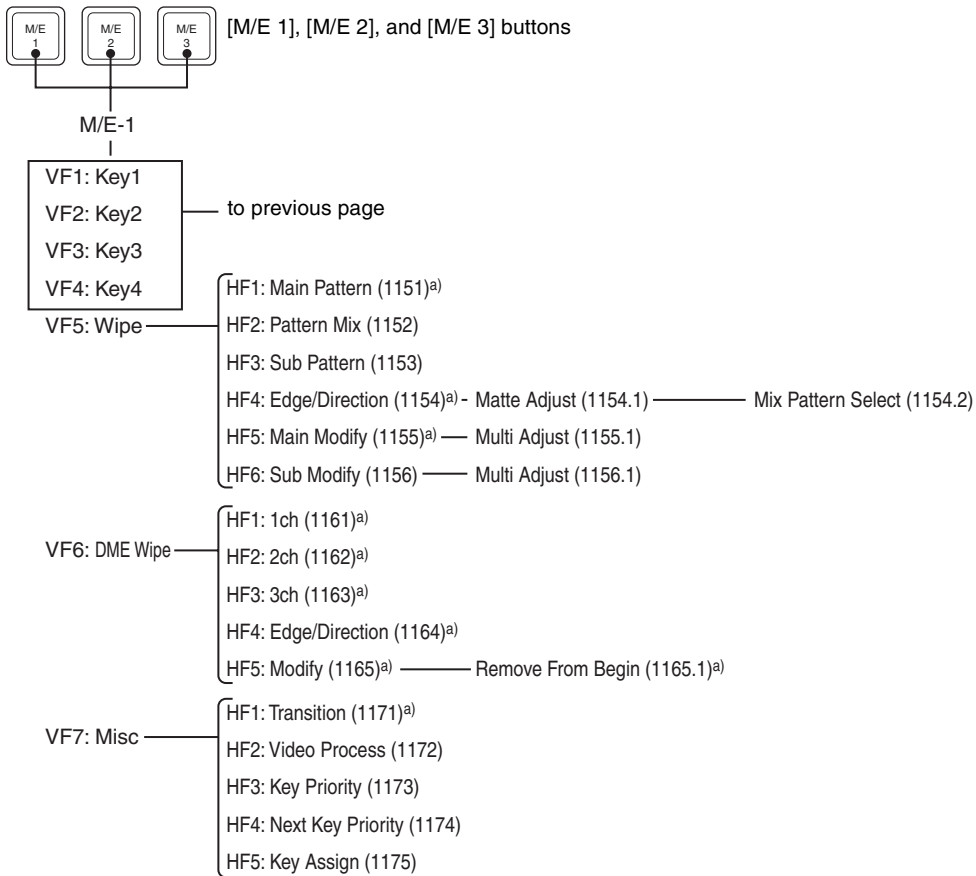 M/E 1
M/E 2
M/E 3
[M/E 1], [M/E 2], and [M/E 3] buttons
M/E-1
VF1: Key1
VF2: Key2
VF3: Key3
VF4: Key4
to previous page
VF5: Wipe
HF1: Main Pattern (1151)a)
HF2: Pattern Mix (1152)
HF3: Sub Pattern (1153)
HF4: Edge/Direction (1154)a) Matte Adjust (1154.1) Mix Pattern Select (1154.2)
HF5: Main Modify (1155)a) Multi Adjust (1155.1)
HF6: Sub Modify (1156) Multi Adjust (1156.1)
VF6: DME Wipe
HF1: 1ch (1161)a)
HF2: 2ch (1162)a)
HF3: 3ch (1163)a)
HF4: Edge/Direction (1164)a)
HF5: Modify (1165)a) Remove From Begin (1165.1)a)
VF7: Misc
HF1: Transition (1171)a)
HF2: Video Process (1172)
HF3: Key Priority (1173)
HF4: Next Key Priority (1174)
HF5: Key Assign (1175)